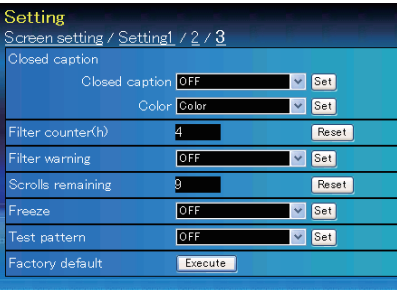 Setting
Screen setting / Setting1 / 2 / 3
Closed caption
Closed caption OFF Set
Color Color Set
Filter counter(h) 4 Reset
Filter warning OFF Set
Scrolls remaining 9 Reset
Freeze OFF Set
Test pattern OFF Set
Factory default Execute